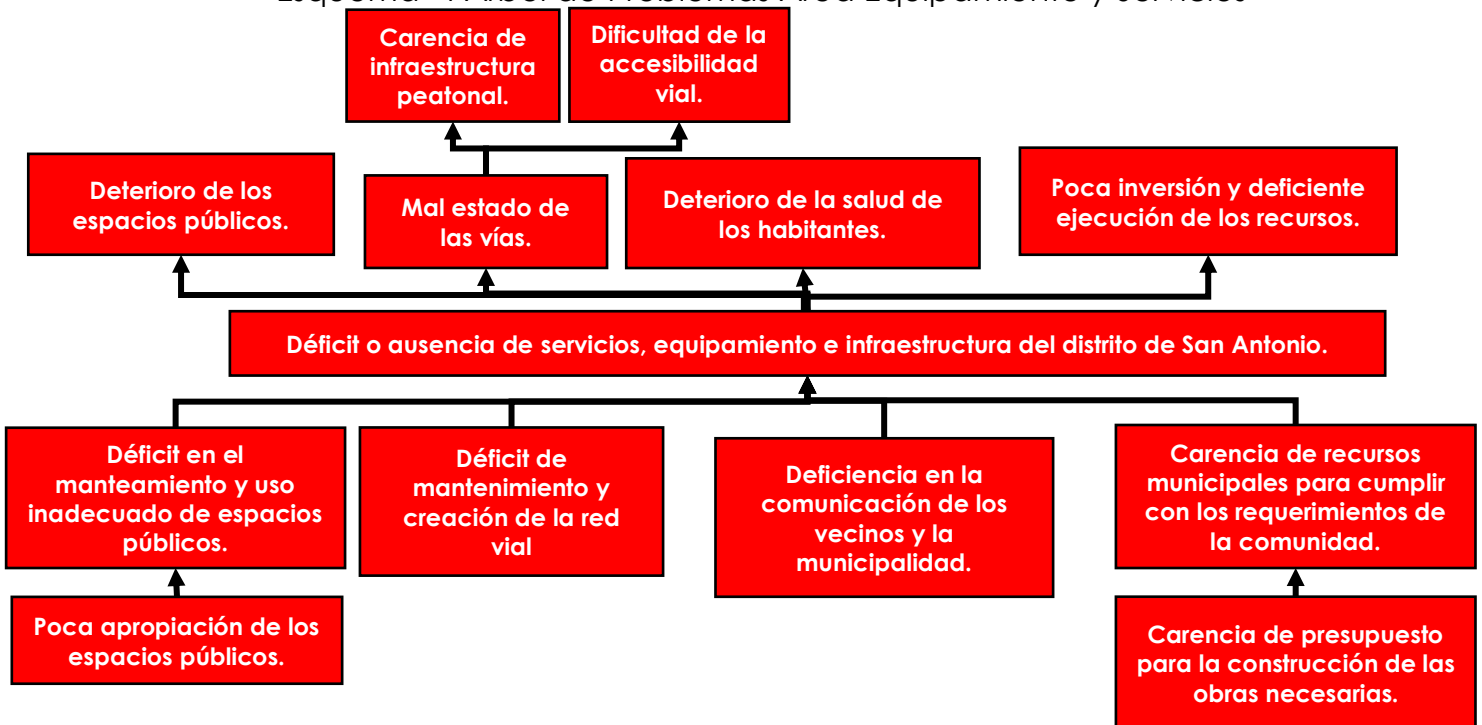 Carencia de
infraestructura
peatonal.
Dificultad de la
accesibilidad
vial.
Deterioro de los
espacios públicos.
Mal estado de
las vías.
Deterioro de la salud de
los habitantes.
Poca inversión y deficiente
ejecución de los recursos.
Déficit o ausencia de servicios, equipamiento e infraestructura del distrito de San Antonio.
Déficit en el
manteamiento y uso
inadecuado de espacios
públicos.
Déficit de
mantenimiento y
creación de la red
vial
Deficiencia en la
comunicación de los
vecinos y la
municipalidad.
Carencia de recursos
municipales para cumplir
con los requerimientos de
la comunidad.
Poca apropiación de los
espacios públicos.
Carencia de presupuesto
para la construcción de las
obras necesarias.